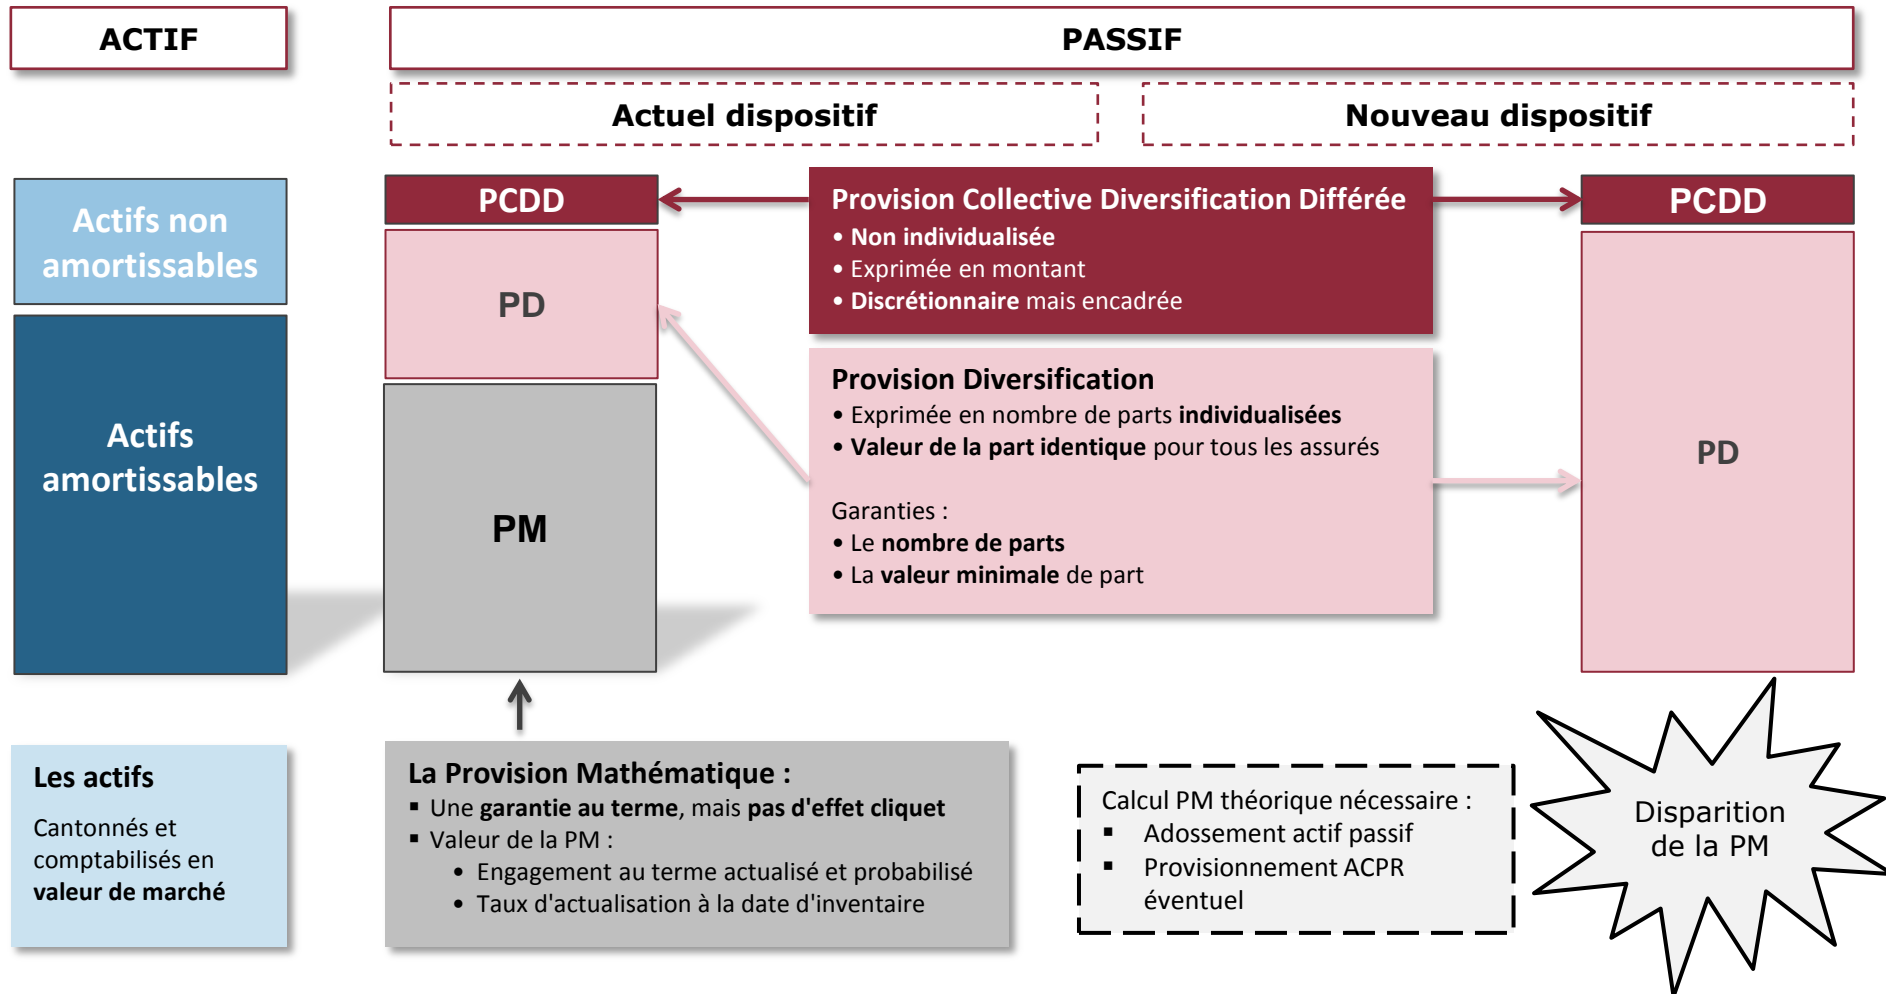 ACTIF
PASSIF
Actuel dispositif
Nouveau dispositif
Actifs non
amortissables
Actifs
amortissables
PCDD
PD
PM
Provision Collective Diversification Différée
• Non individualisée
• Exprimée en montant
• Discrétionnaire mais encadrée
Provision Diversification
• Exprimée en nombre de parts individualisées
• Valeur de la part identique pour tous les assurés
Garanties :
• Le nombre de parts
• La valeur minimale de part
PCDD
PD
Les actifs
Cantonnés et
comptabilisés en
valeur de marché
La Provision Mathématique :
▪ Une garantie au terme, mais pas d'effet cliquet
▪ Valeur de la PM :
• Engagement au terme actualisé et probabilisé
• Taux d'actualisation à la date d'inventaire
Calcul PM théorique nécessaire :
▪ Adossement actif passif
▪ Provisionnement ACPR
éventuel
Disparition
de la PM